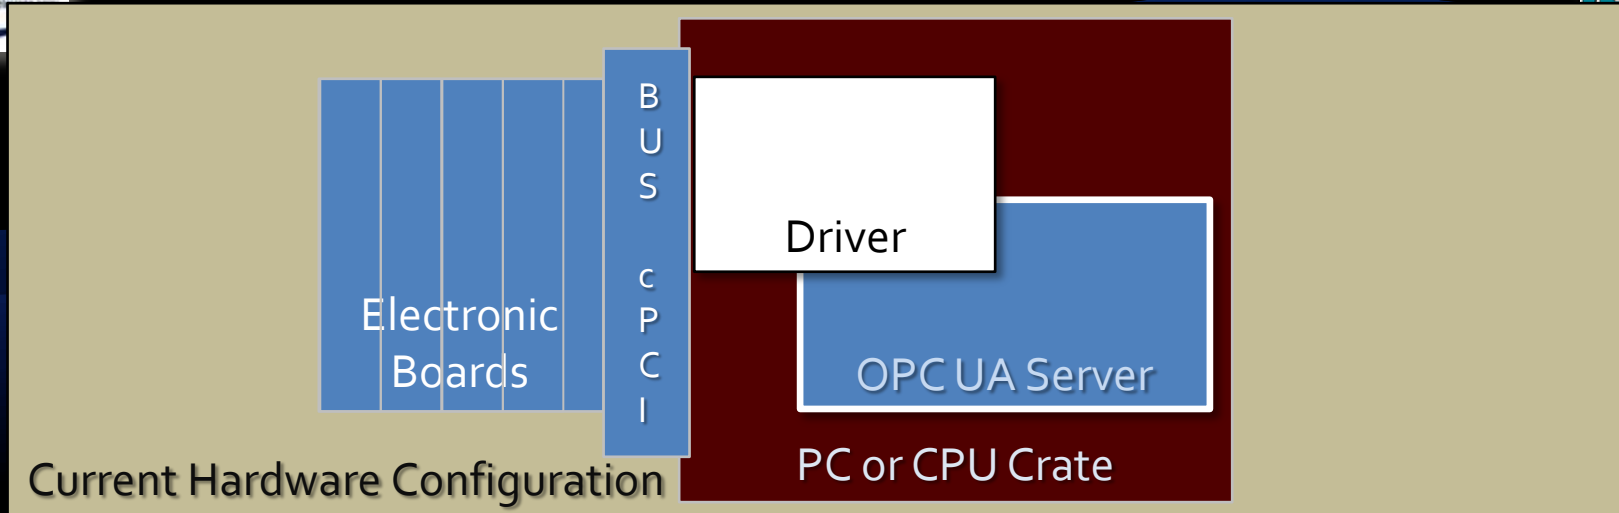 B
U
S
c
P
C
I
Driver
Electronic
Boards
OPC UA Server
PC or CPU Crate
Current Hardware Configuration